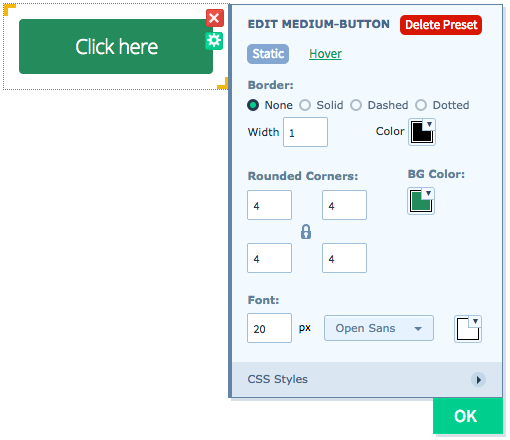 Click here
EDIT MEDIUM-BUTTON Delete Preset
Static Hover
Border:
None Solid Dashed Dotted
Width 1 Color
Rounded Corners: BG Color:
4 4
4 4
Font:
20 px Open Sans
CSS Styles
OK